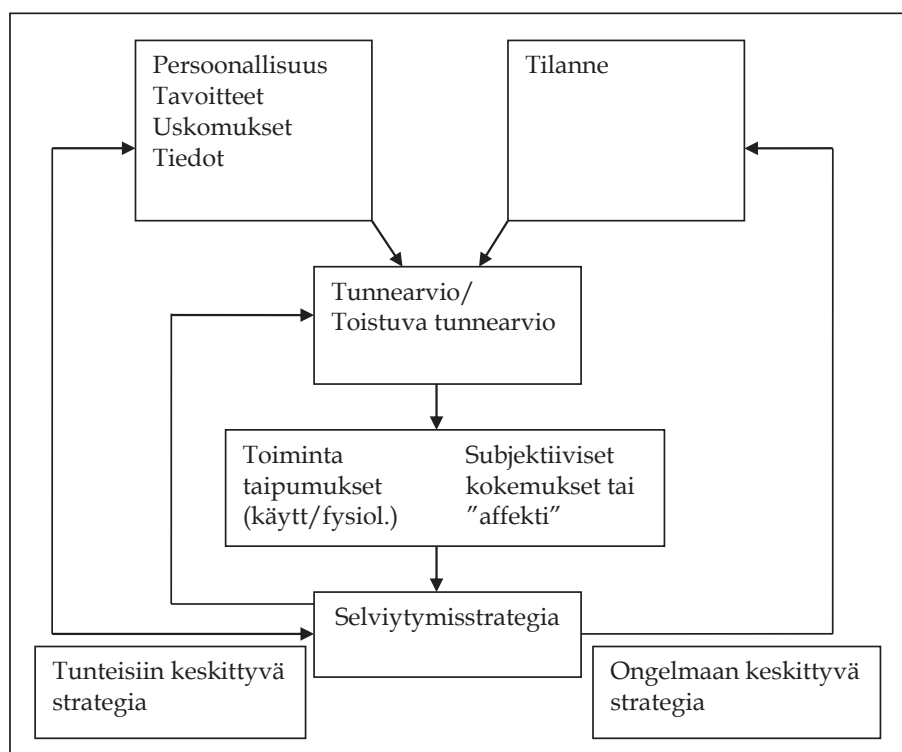 Persoonallisuus
Tavoitteet
Uskomukset
Tiedot
Tilanne
Tunnearvio/
Toistuva tunnearvio
Toiminta
taipumukset
(käytt/fysiol.)
Subjektiiviset
kokemukset tai
”affekti”
Selviytymisstrategia
Tunteisiin keskittyvä
strategia
Ongelmaan keskittyvä
strategia